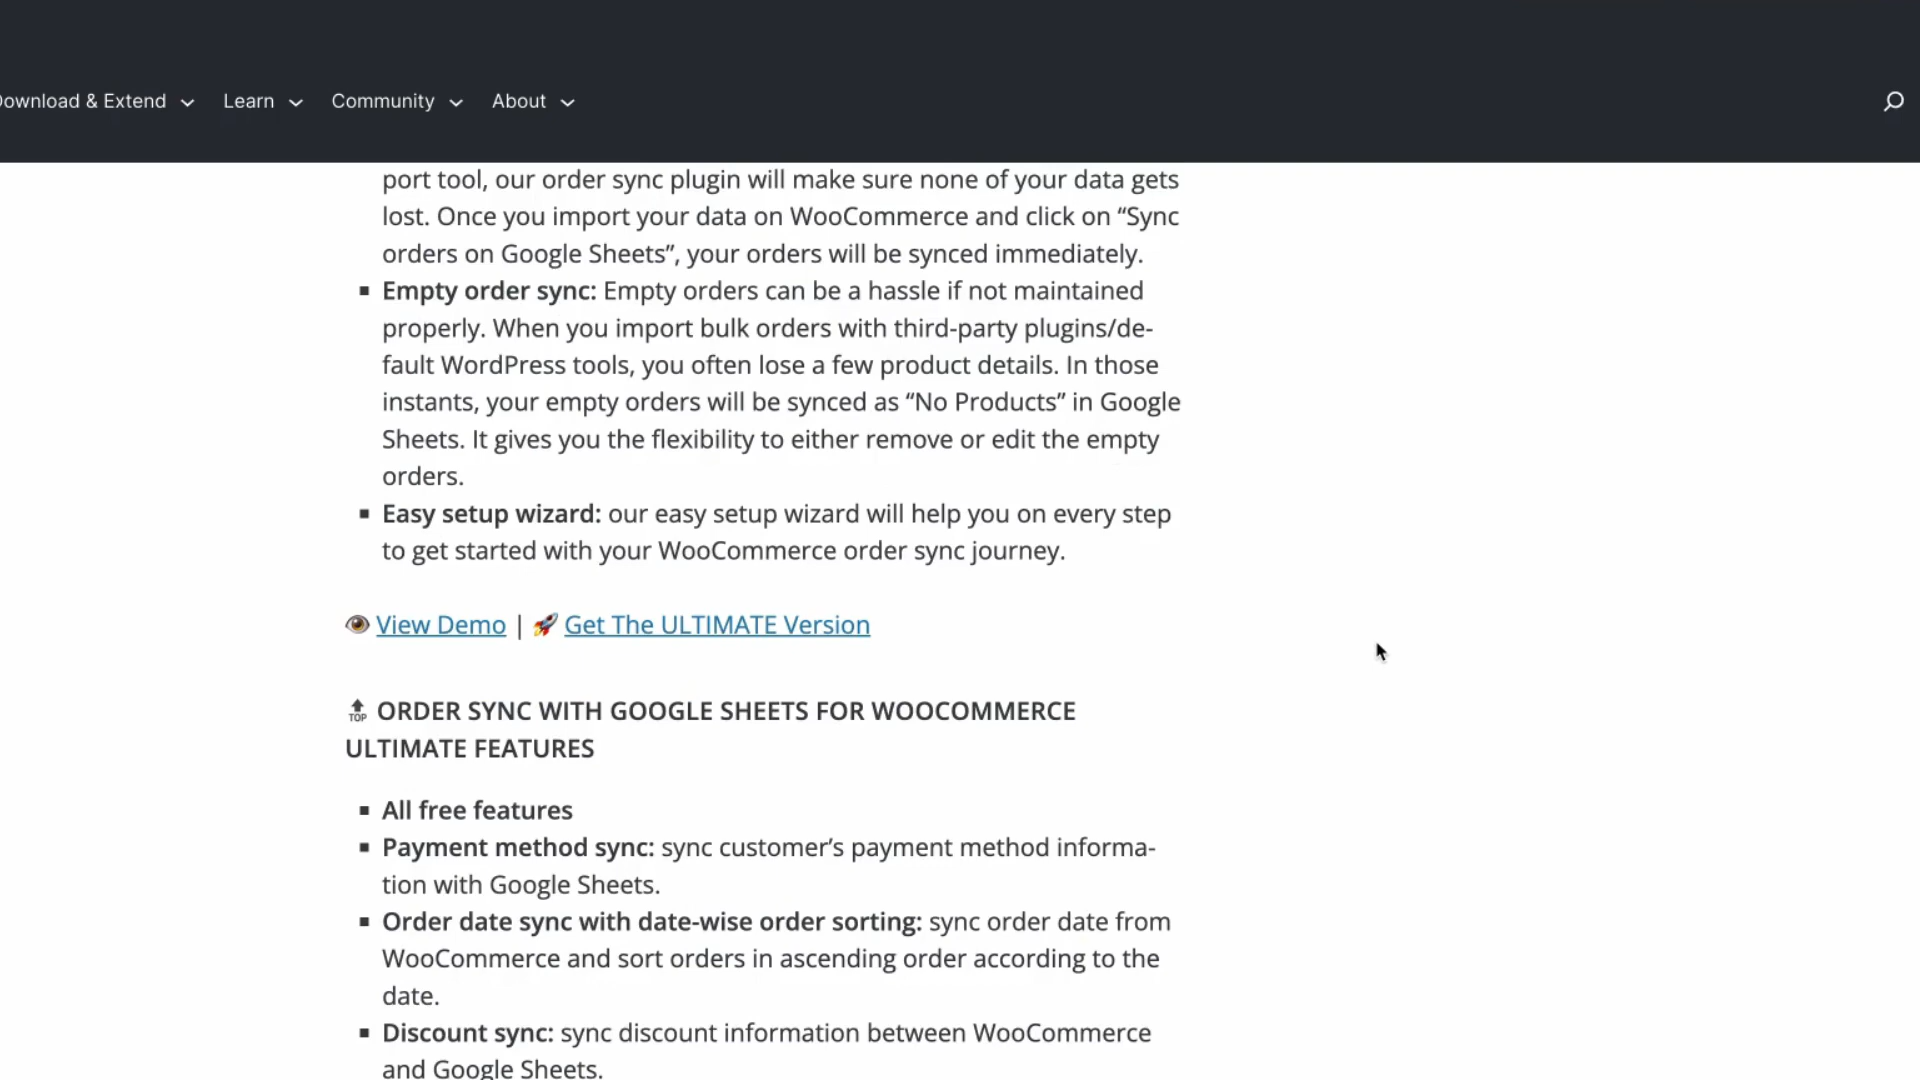 Download & Extend Learn Community About
port tool, our order sync plugin will make sure none of your data gets
lost. Once you import your data on WooCommerce and click on “Sync
orders on Google Sheets”, your orders will be synced immediately.
▪ Empty order sync: Empty orders can be a hassle if not maintained
properly. When you import bulk orders with third-party plugins/de-
fault WordPress tools, you often lose a few product details. In those
instants, your empty orders will be synced as “No Products” in Google
Sheets. It gives you the flexibility to either remove or edit the empty
orders.
▪ Easy setup wizard: our easy setup wizard will help you on every step
to get started with your WooCommerce order sync journey.
View Demo | Get The ULTIMATE Version
TOP ORDER SYNC WITH GOOGLE SHEETS FOR WOOCOMMERCE
ULTIMATE FEATURES
▪ All free features
▪ Payment method sync: sync customer’s payment method informa-
tion with Google Sheets.
▪ Order date sync with date-wise order sorting: sync order date from
WooCommerce and sort orders in ascending order according to the
date.
▪ Discount sync: sync discount information between WooCommerce
and Google Sheets.